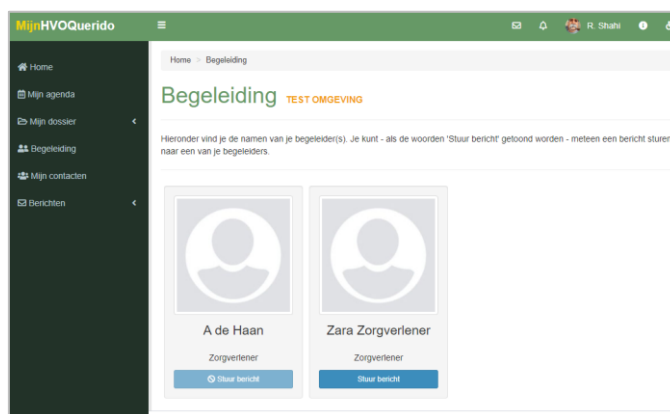 MijnHVOQuerido
R. Shahi
Home
Mijn agenda
Mijn dossier
Begeleiding
Mijn contacten
Berichten
Home > Begeleiding
Begeleiding TEST OMGEVING
Hieronder vind je de namen van je begeleider(s). Je kunt - als de woorden 'Stuur bericht' getoond worden - meteen een bericht sturen
naar een van je begeleiders.
A de Haan
Zorgverlener
Stuur bericht
Zara Zorgverlener
Zorgverlener
Stuur bericht